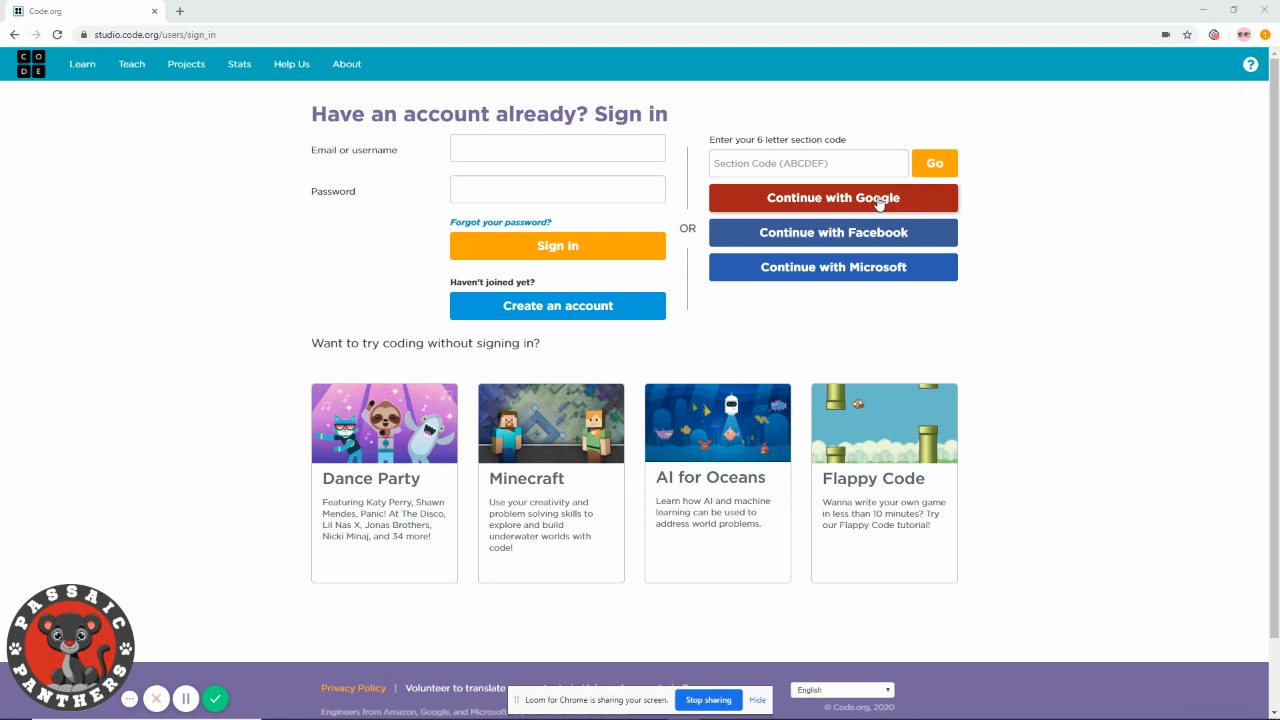 Code.org
studio.code.org/users/sign_in
CODE
Learn
Teach
Projects
Stats
Help Us
About
?
Have an account already? Sign in
Email or username
Password
Forgot your password?
Sign in
Haven't joined yet?
Create an account
OR
Enter your 6 letter section code
Section Code (ABCDEF)
Go
Continue with Google
Continue with Facebook
Continue with Microsoft
Want to try coding without signing in?
Dance Party
Featuring Katy Perry, Shawn
Mendes, Panic! At The Disco,
Lil Nas X, Jonas Brothers,
Nicki Minaj, and 34 more!
Minecraft
Use your creativity and
problem solving skills to
explore and build
underwater worlds with
code!
AI for Oceans
Learn how AI and machine
learning can be used to
address world problems.
Flappy Code
Wanna write your own game
in less than 10 minutes? Try
our Flappy Code tutorial!
PASSAIC
PANTHERS
Privacy Policy | Volunteer to translate
Engineers from Amazon, Google, and Microsoft
Loom for Chrome is sharing your screen.
Stop sharing
Hide
English
© Code.org, 2020